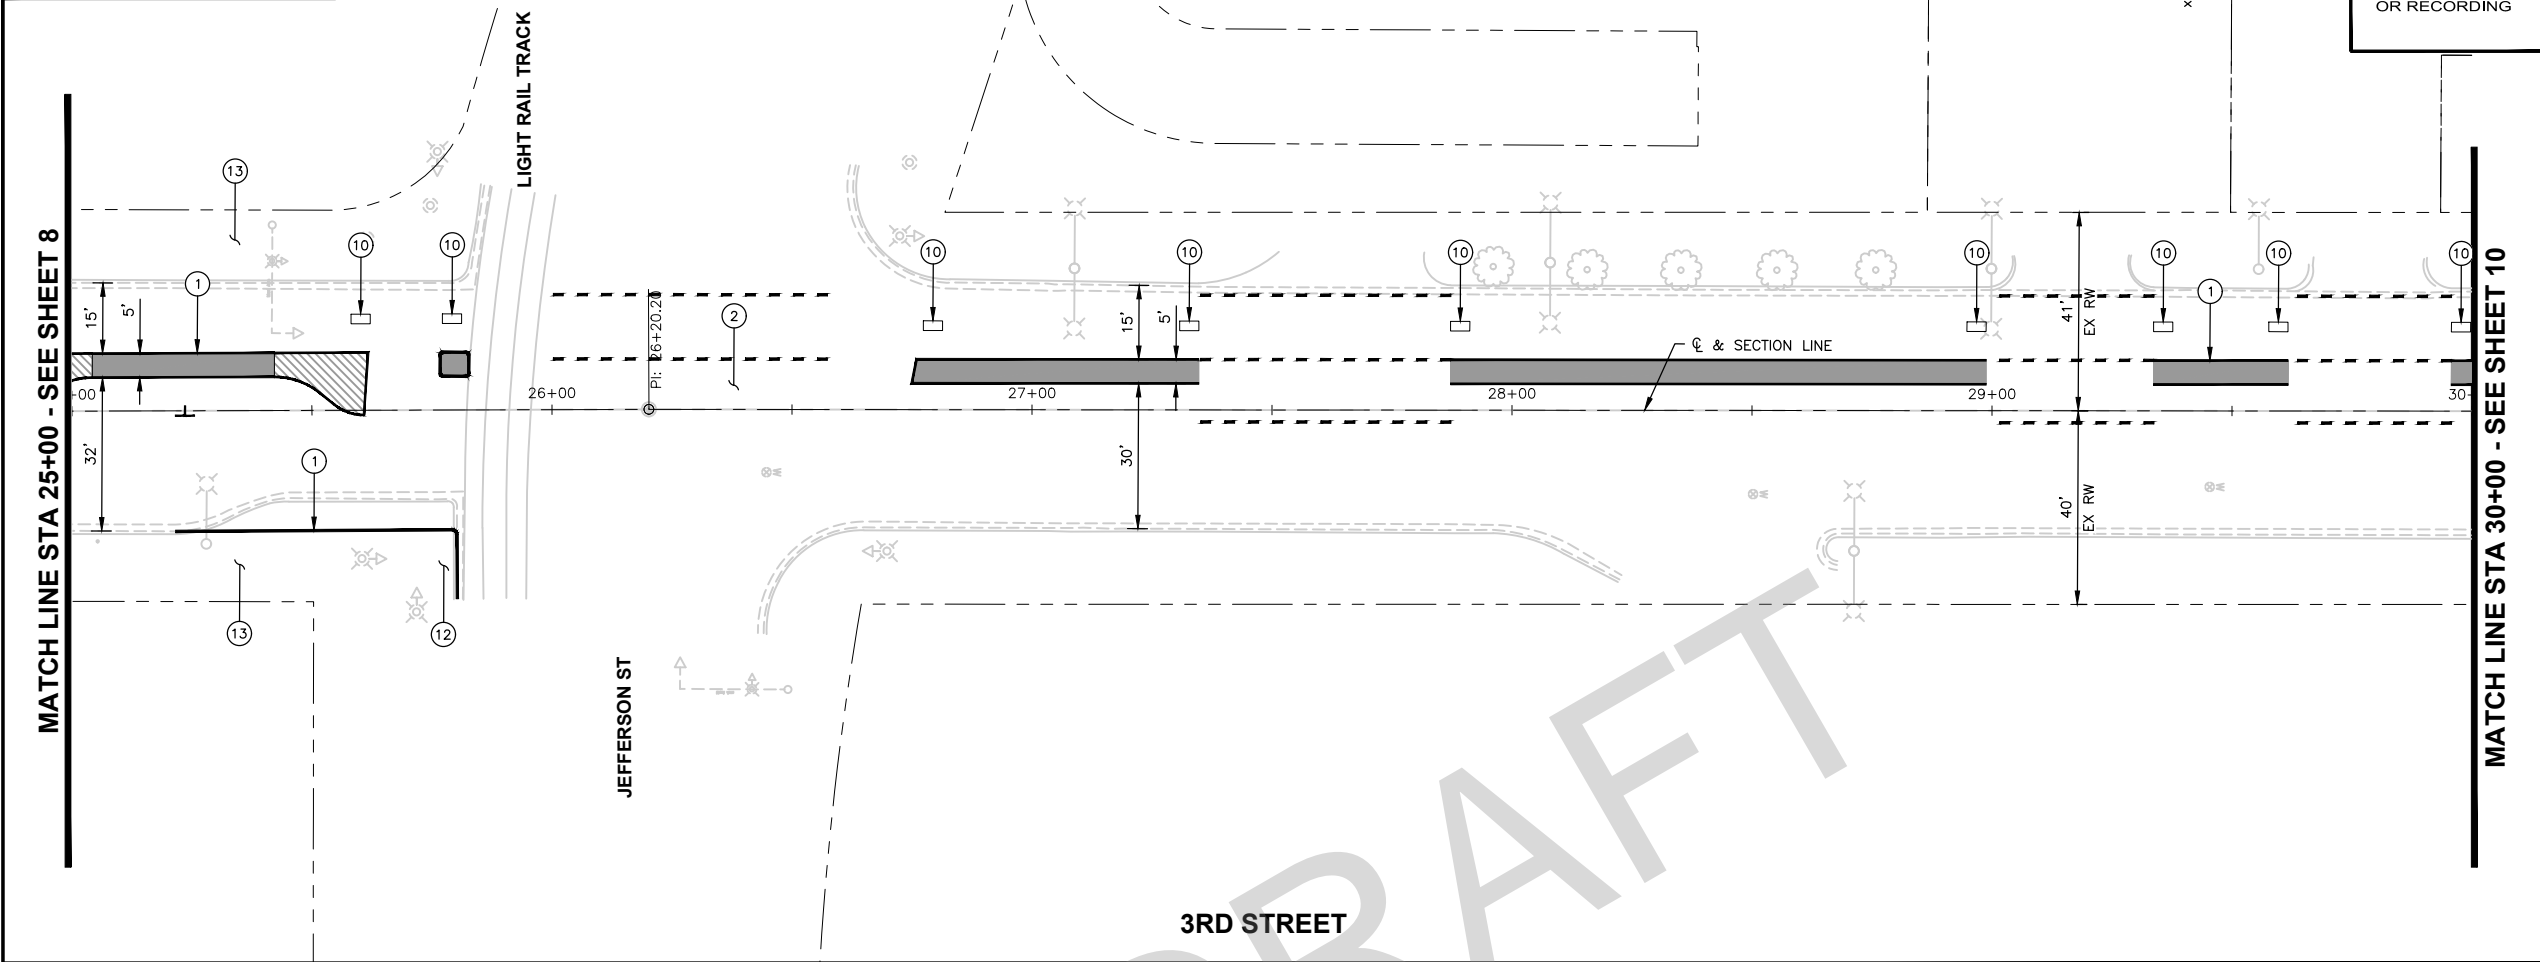 OR RECORDING
x
LIGHT RAIL TRACK
MATCH LINE STA 25+00 - SEE SHEET 8
13
10
10
10
10
10
10
10
10
10
1
15'
5'
2
1
15'
5'
41'
EX RW
PI: 26+20.20
℄ & SECTION LINE
+00
26+00
27+00
28+00
29+00
30+
32'
1
30'
W
W
W
40'
EX RW
13
12
JEFFERSON ST
MATCH LINE STA 30+00 - SEE SHEET 10
3RD STREET
DRAFT